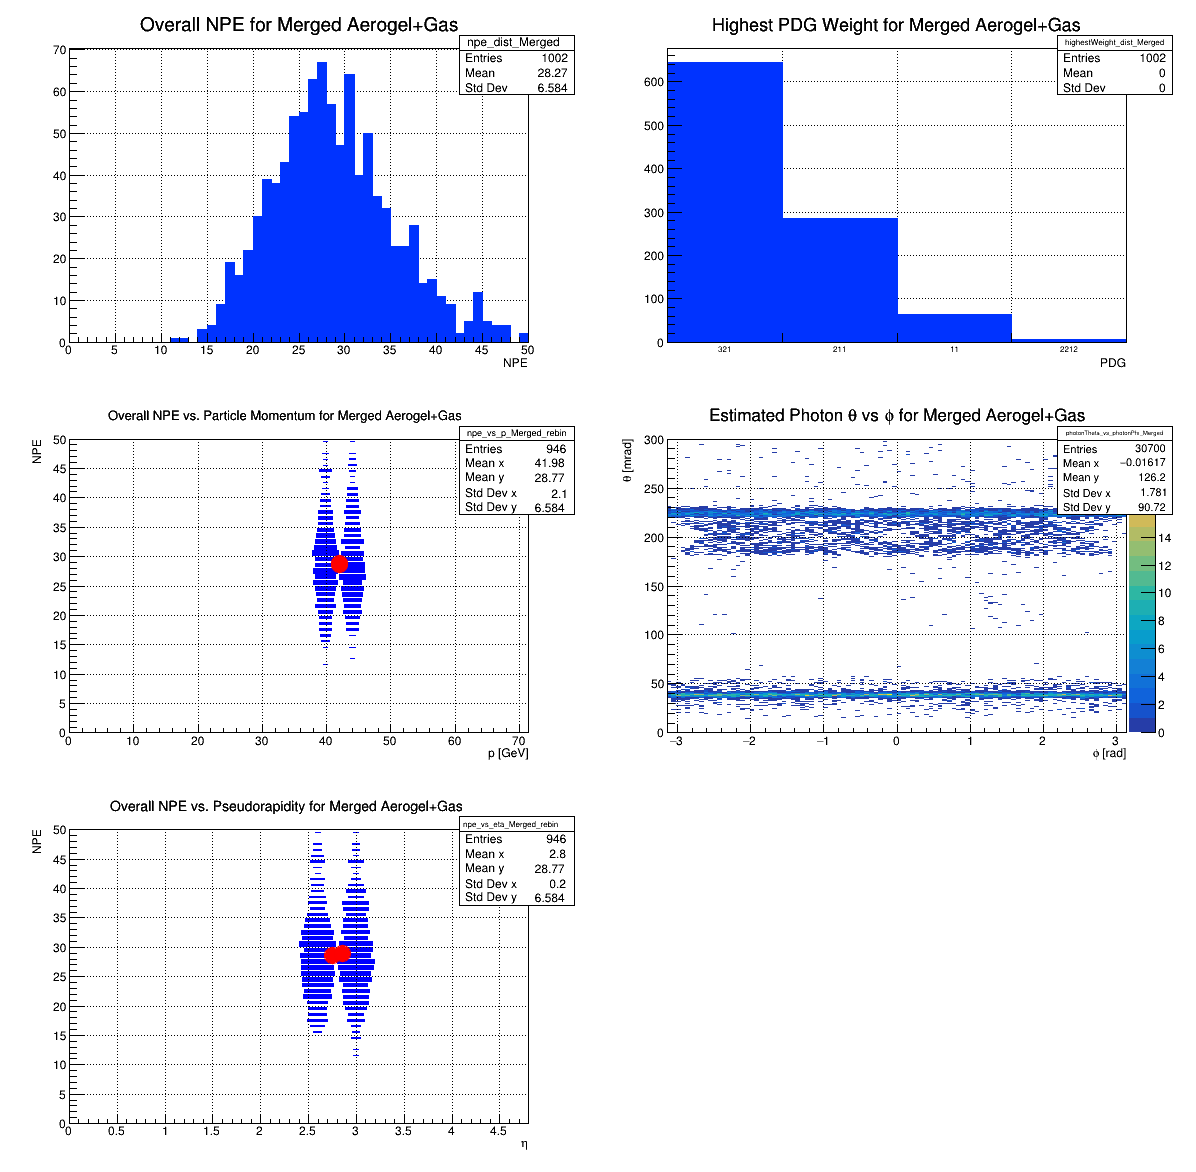 Overall NPE for Merged Aerogel+Gas
npe_dist_Merged
Entries 1002
Mean 28.27
Std Dev 6.584
70
60
50
40
30
20
10
0
0 5 10 15 20 25 30 35 40 45 50
NPE
Highest PDG Weight for Merged Aerogel+Gas
highestWeight_dist_Merged
Entries 1002
Mean 0
Std Dev 0
600
500
400
300
200
100
0
321 211 11 2212
PDG
Overall NPE vs. Particle Momentum for Merged Aerogel+Gas
npe_vs_p_Merged_rebin
Entries 946
Mean x 41.98
Mean y 28.77
Std Dev x 2.1
Std Dev y 6.584
NPE
50
45
40
35
30
25
20
15
10
5
0
0 10 20 30 40 50 60 70
p [GeV]
Estimated Photon θ vs ϕ for Merged Aerogel+Gas
photonTheta_vs_photonPhi_Merged
Entries 30700
Mean x −0.01617
Mean y 126.2
Std Dev x 1.781
Std Dev y 90.72
θ [mrad]
300
250
200
150
100
50
0
−3 −2 −1 0 1 2 3
ϕ [rad]
14
12
10
8
6
4
2
0
Overall NPE vs. Pseudorapidity for Merged Aerogel+Gas
npe_vs_eta_Merged_rebin
Entries 946
Mean x 2.8
Mean y 28.77
Std Dev x 0.2
Std Dev y 6.584
NPE
50
45
40
35
30
25
20
15
10
5
0
0 0.5 1 1.5 2 2.5 3 3.5 4 4.5
η